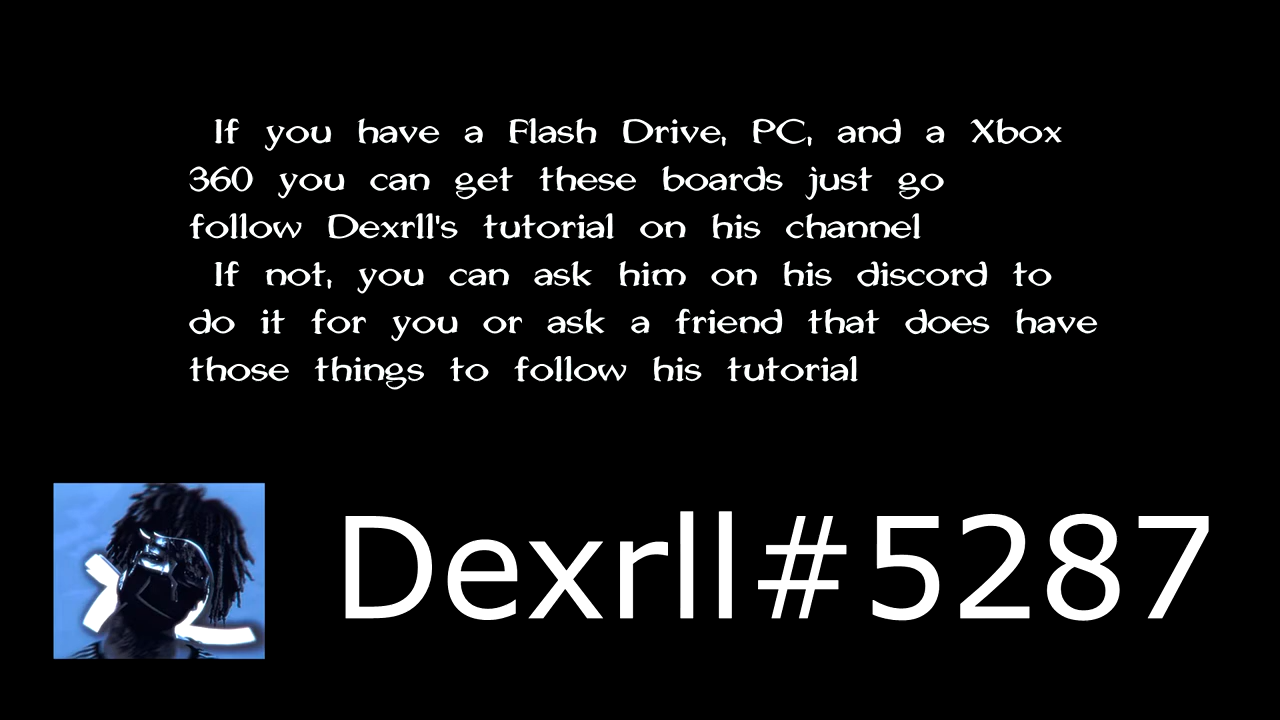 If you have a Flash Drive, PC, and a Xbox
360 you can get these boards just go
follow Dexrll's tutorial on his channel
If not, you can ask him on his discord to
do it for you or ask a friend that does have
those things to follow his tutorial
Dexrll#5287